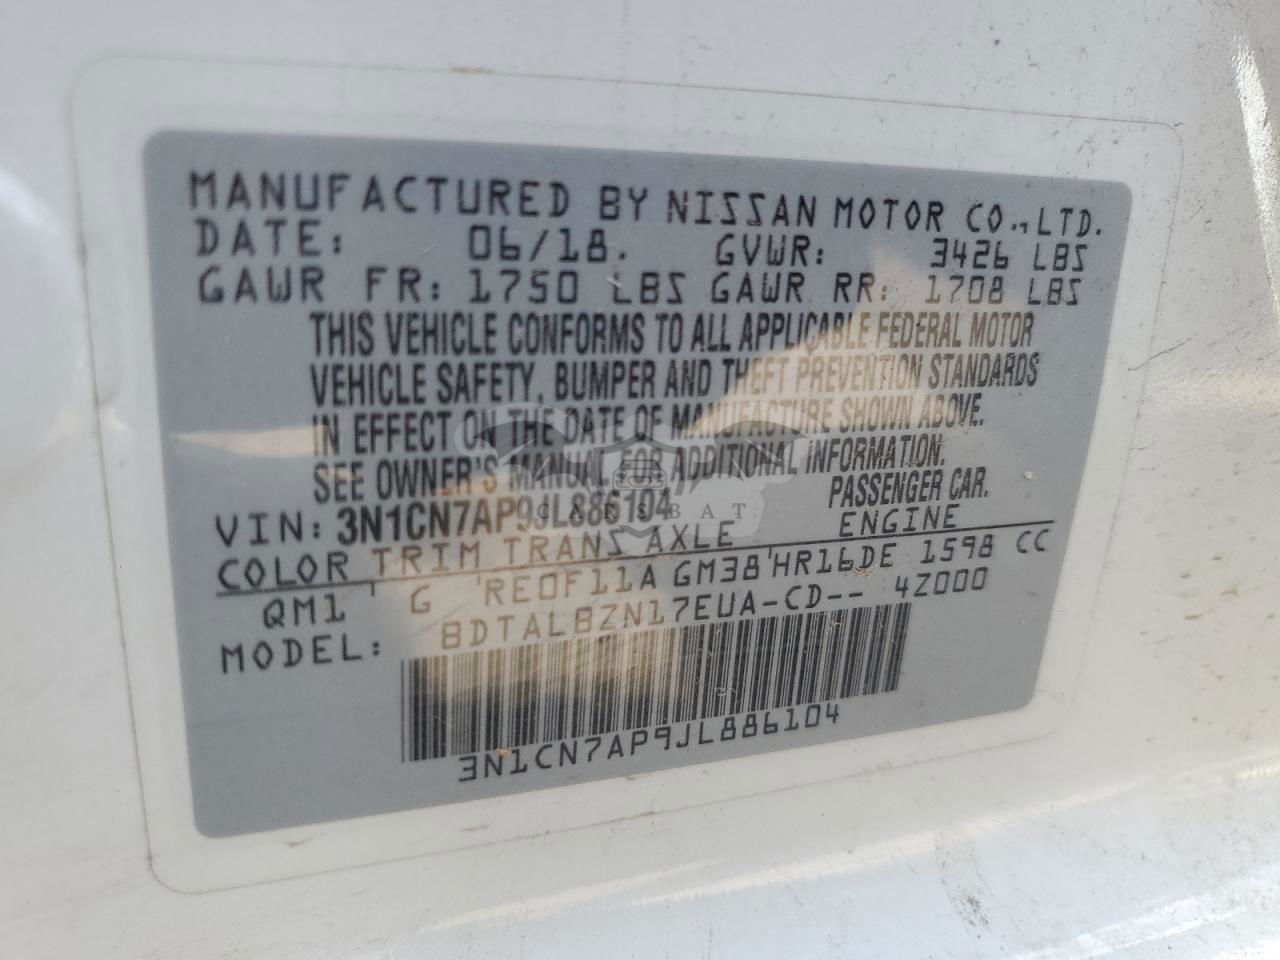 MANUFACTURED BY NISSAN MOTOR CO.,LTD.
DATE: 06/18. GVWR: 3426 LBS
GAWR FR: 1750 LBS GAWR RR: 1708 LBS
THIS VEHICLE CONFORMS TO ALL APPLICABLE FEDERAL MOTOR
VEHICLE SAFETY, BUMPER AND THEFT PREVENTION STANDARDS
IN EFFECT ON THE DATE OF MANUFACTURE SHOWN ABOVE.
SEE OWNER'S MANUAL FOR ADDITIONAL INFORMATION.
VIN: 3N1CN7AP9JL886104 PASSENGER CAR.
CARSBAT
COLOR TRIM TRANS AXLE ENGINE
QM1 ' G ' RE0F11A GM38'HR16DE 1598 CC
MODEL: BDTALBZN17EUA-CD-- 4Z000
3N1CN7AP9JL886104